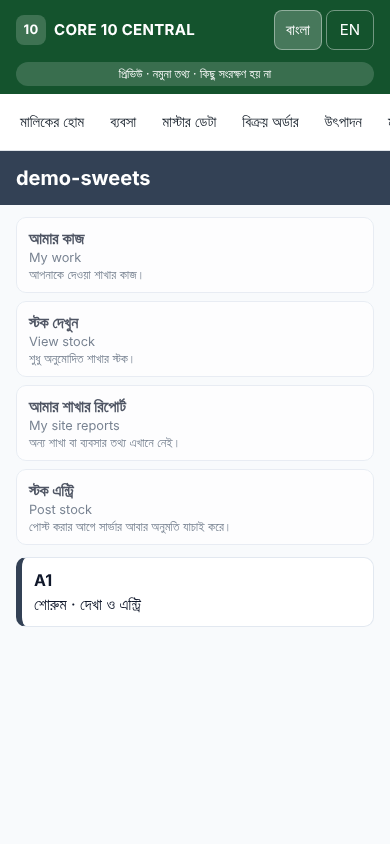 10 CORE 10 CENTRAL বাংলা EN
প্রিভিউ · নমুনা তথ্য · কিছু সংরক্ষণ হয় না
মালিকের হোম ব্যবসা মাস্টার ডেটা বিক্রয় অর্ডার উৎপাদন
demo-sweets
আমার কাজ
My work
আপনাকে দেওয়া শাখার কাজ।
স্টক দেখুন
View stock
শুধু অনুমোদিত শাখার স্টক।
আমার শাখার রিপোর্ট
My site reports
অন্য শাখা বা ব্যবসার তথ্য এখানে নেই।
স্টক এন্ট্রি
Post stock
পোস্ট করার আগে সার্ভার আবার অনুমতি যাচাই করে।
A1
শোরুম · দেখা ও এন্ট্রি